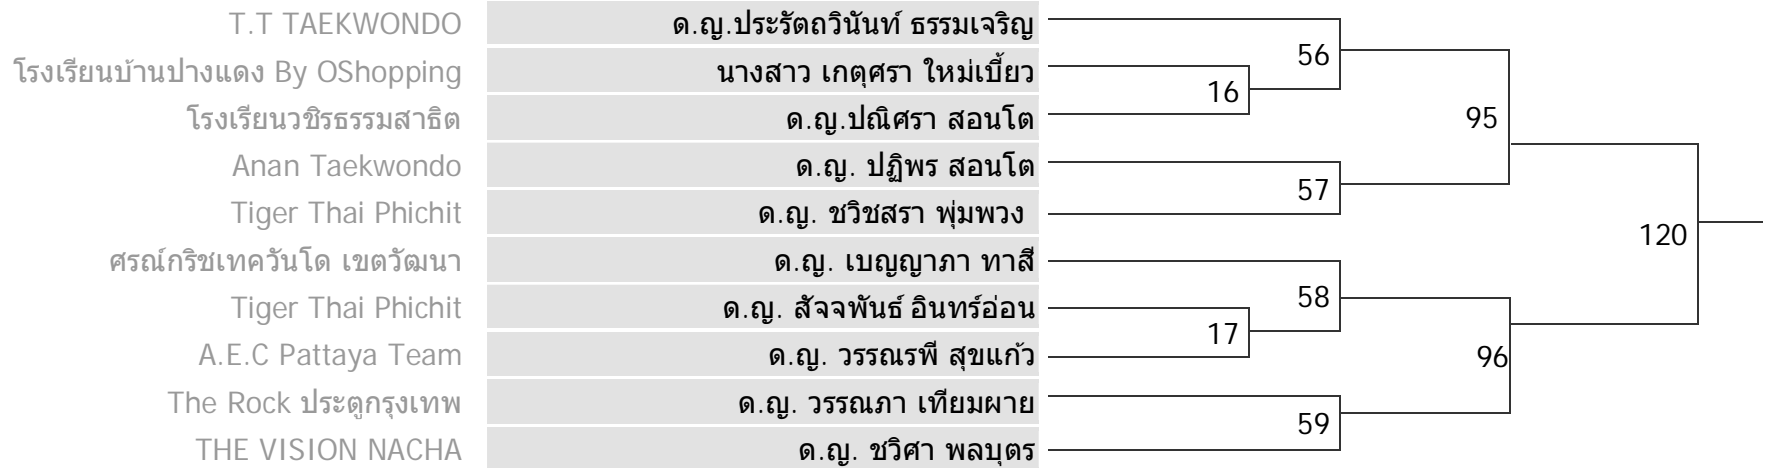 T.T TAEKWONDO ด.ญ.ประรัตถวินันท์ ธรรมเจริญ
56
โรงเรียนบ้านปางแดง By OShopping นางสาว เกตุศรา ใหม่เบี้ยว
16
95
โรงเรียนวชิรธรรมสาธิต ด.ญ.ปณิศรา สอนโต
Anan Taekwondo ด.ญ. ปฏิพร สอนโต
57
Tiger Thai Phichit ด.ญ. ชวิชสรา พุ่มพวง
120
ศรณ์กริชเทควันโด เขตวัฒนา ด.ญ. เบญญาภา ทาสี
58
Tiger Thai Phichit ด.ญ. สัจจพันธ์ อินทร์อ่อน
17
A.E.C Pattaya Team ด.ญ. วรรณรพี สุขแก้ว
96
The Rock ประตูกรุงเทพ ด.ญ. วรรณภา เทียมผาย
59
THE VISION NACHA ด.ญ. ชวิศา พลบุตร